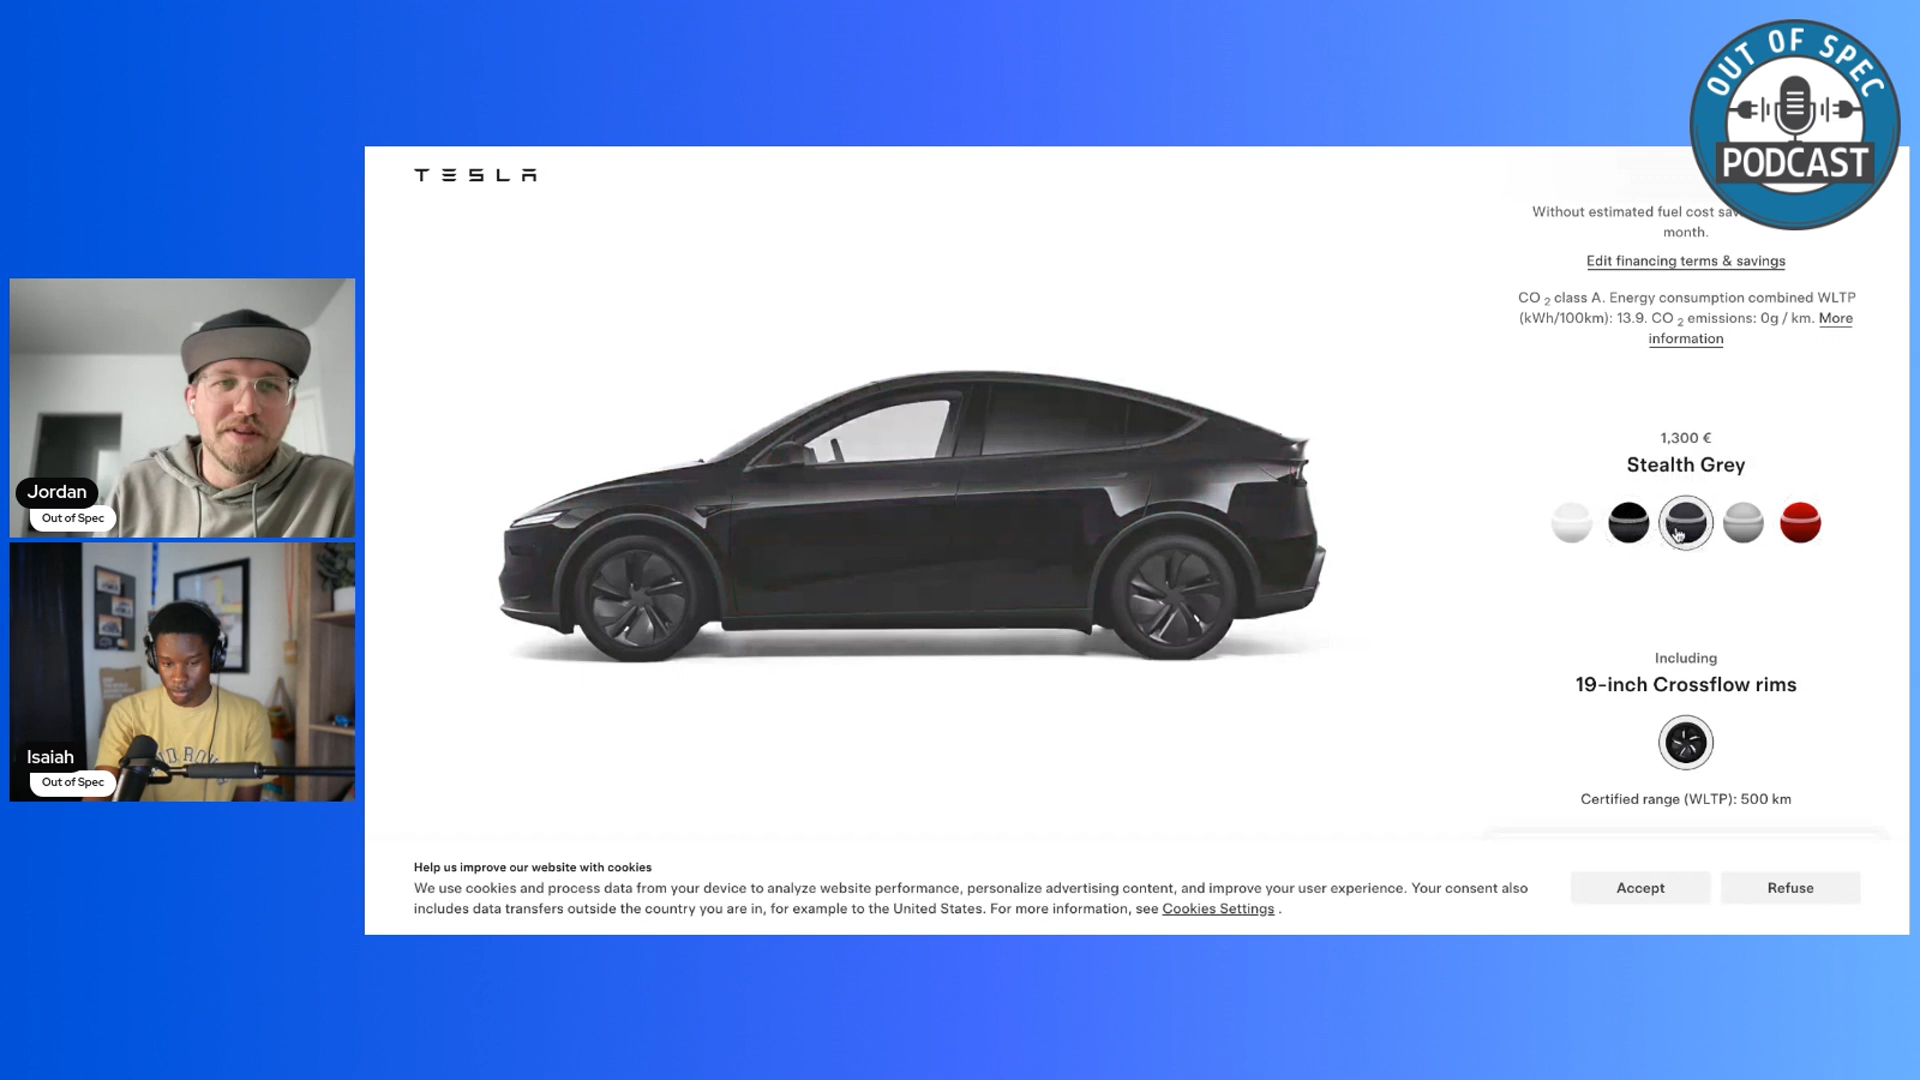 OUT OF SPEC
PODCAST
TESLA
Without estimated fuel cost
month.
Edit financing terms & savings
CO 2 class A. Energy consumption combined WLTP
(kWh/100km): 13.9. CO 2 emissions: 0g / km. More
information
1,300 €
Stealth Grey
Including
19-inch Crossflow rims
Certified range (WLTP): 500 km
Jordan
Out of Spec
Isaiah
Out of Spec
Help us improve our website with cookies
We use cookies and process data from your device to analyze website performance, personalize advertising content, and improve your user experience. Your consent also
includes data transfers outside the country you are in, for example to the United States. For more information, see Cookies Settings .
Accept
Refuse